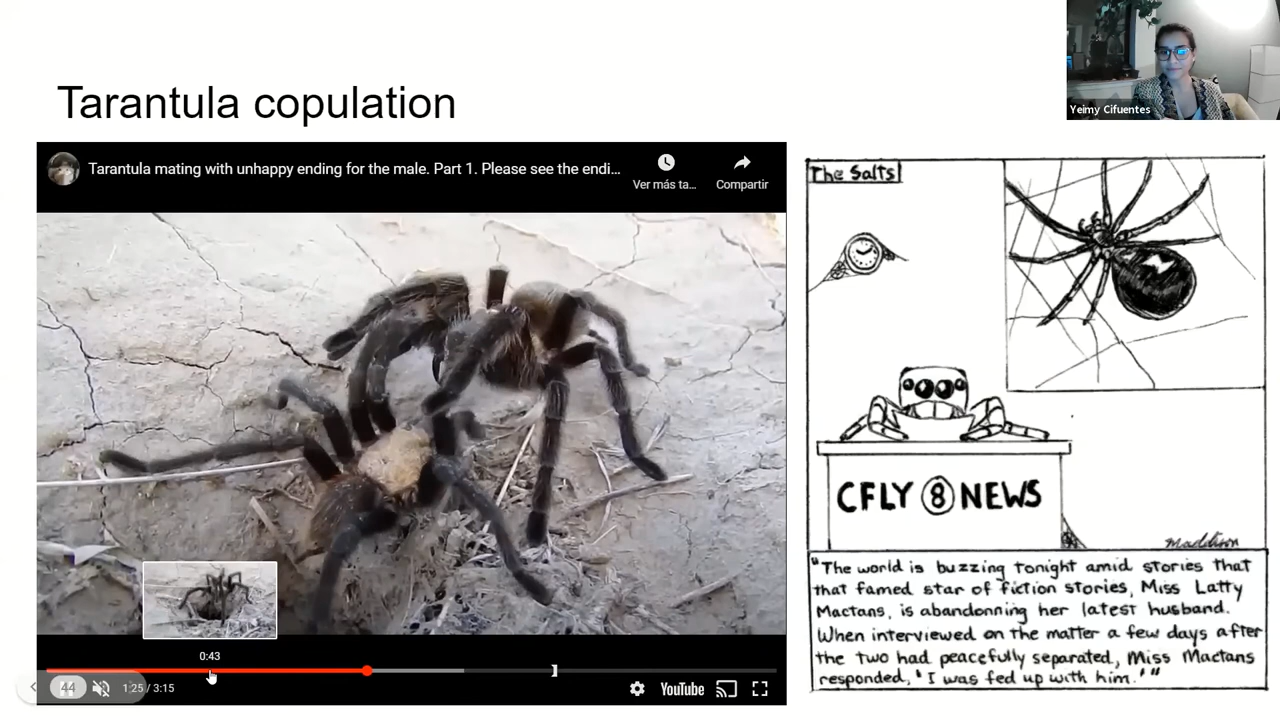 Yeimy Cifuentes
Tarantula copulation
Tarantula mating with unhappy ending for the male. Part 1. Please see the endi...
Ver más ta...
Compartir
The Salts
CFLY 8 NEWS
Maddison
"The world is buzzing tonight amid stories that
that famed star of fiction stories, Miss Latty
Mactans, is abandonning her latest husband.
When interviewed on the matter a few days after
the two had peacefully separated, Miss Mactans
responded, 'I was fed up with him.'"
0:43
44
1:25 / 3:15
YouTube